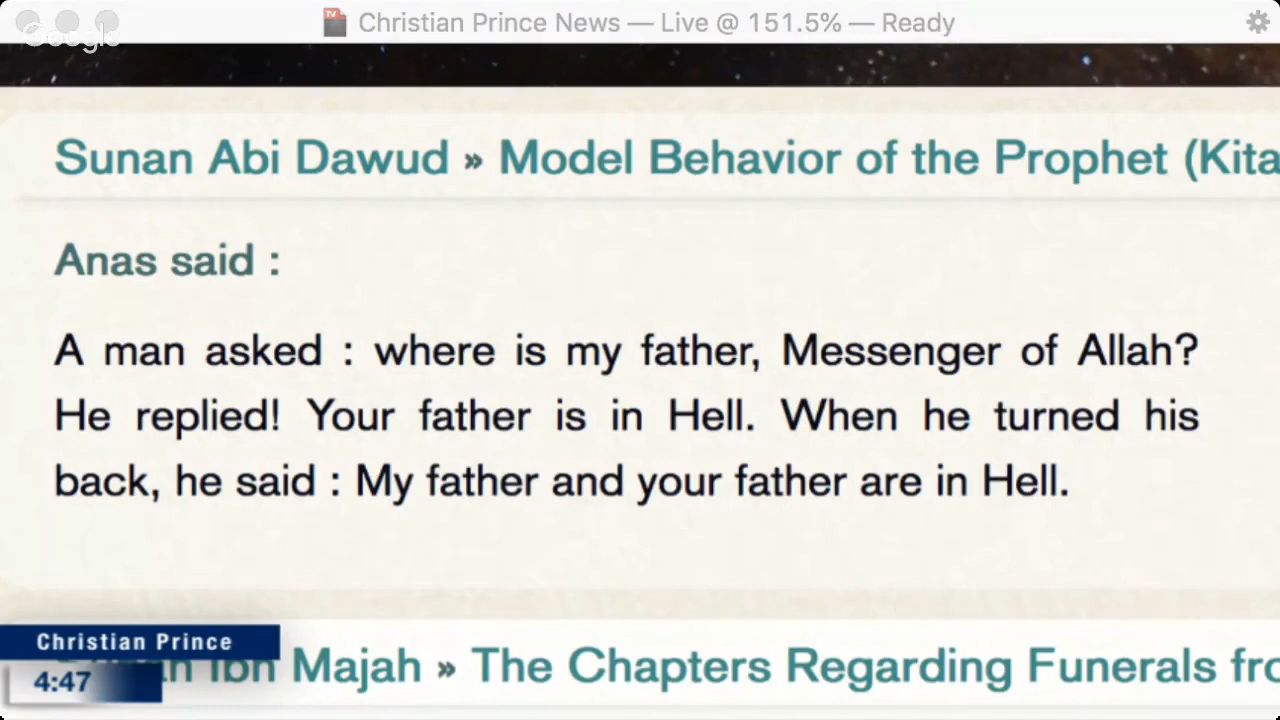 Christian Prince News — Live @ 151.5% — Ready
Google
Sunan Abi Dawud » Model Behavior of the Prophet (Kita
Anas said :
A man asked : where is my father, Messenger of Allah?
He replied! Your father is in Hell. When he turned his
back, he said : My father and your father are in Hell.
Christian Prince
Ibn Majah » The Chapters Regarding Funerals fro
4:47